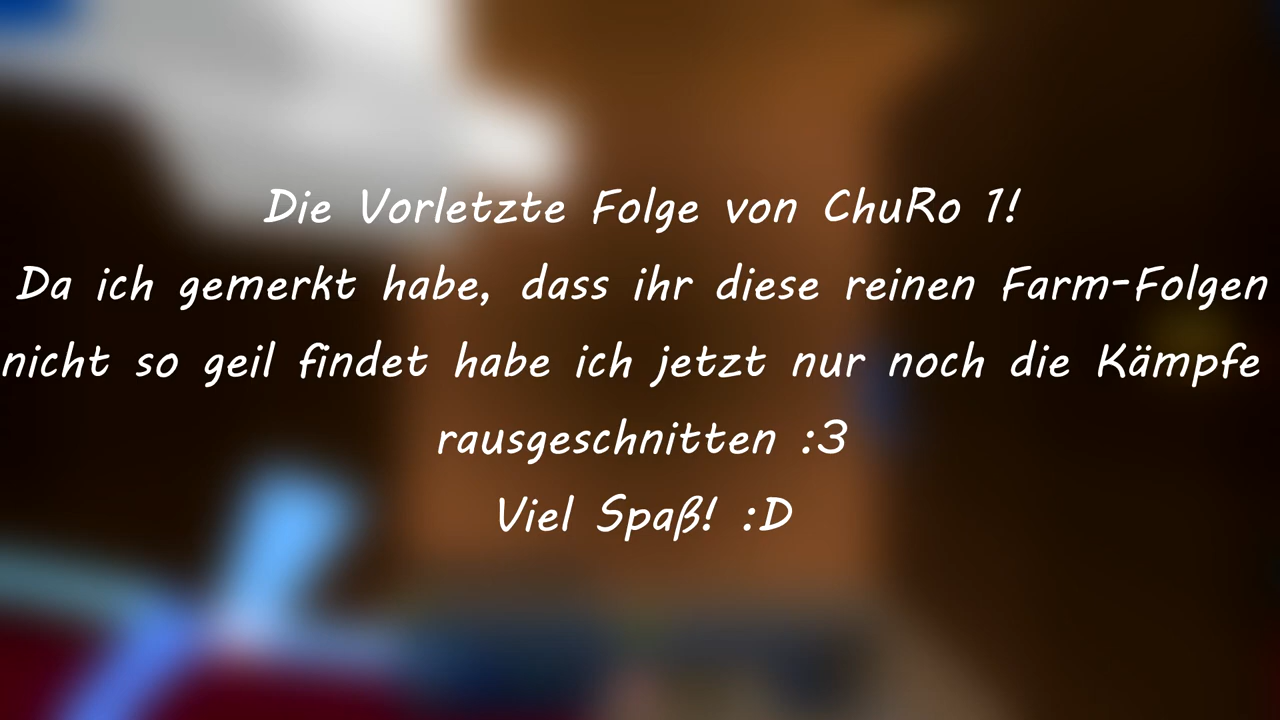 Die Vorletzte Folge von ChuRo 1!
Da ich gemerkt habe, dass ihr diese reinen Farm-Folgen
nicht so geil findet habe ich jetzt nur noch die Kämpfe
rausgeschnitten :3
Viel Spaß! :D